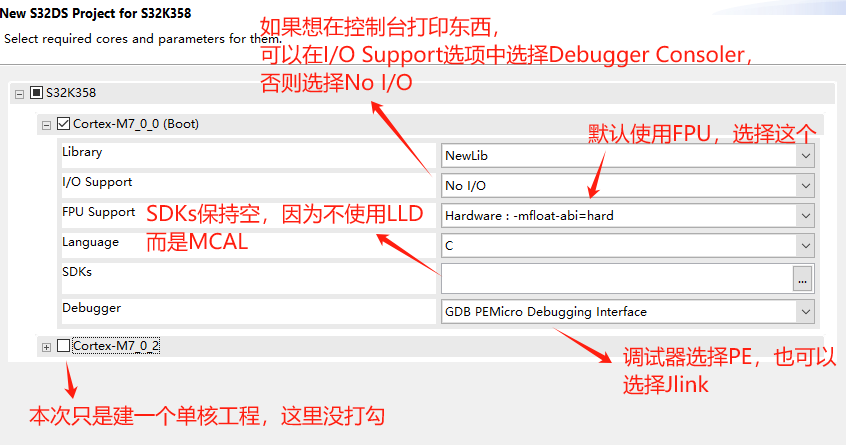 New S32DS Project for S32K358
Select required cores and parameters for them.
如果想在控制台打印东西，
可以在I/O Support选项中选择Debugger Consoler，
否则选择No I/O
S32K358
Cortex-M7_0_0 (Boot)
默认使用FPU，选择这个
Library
NewLib
I/O Support
No I/O
FPU Support
Hardware : -mfloat-abi=hard
SDKs保持空，因为不使用LLD
而是MCAL
Language
C
SDKs
...
Debugger
GDB PEMicro Debugging Interface
Cortex-M7_0_2
调试器选择PE，也可以
选择Jlink
本次只是建一个单核工程，这里没打勾